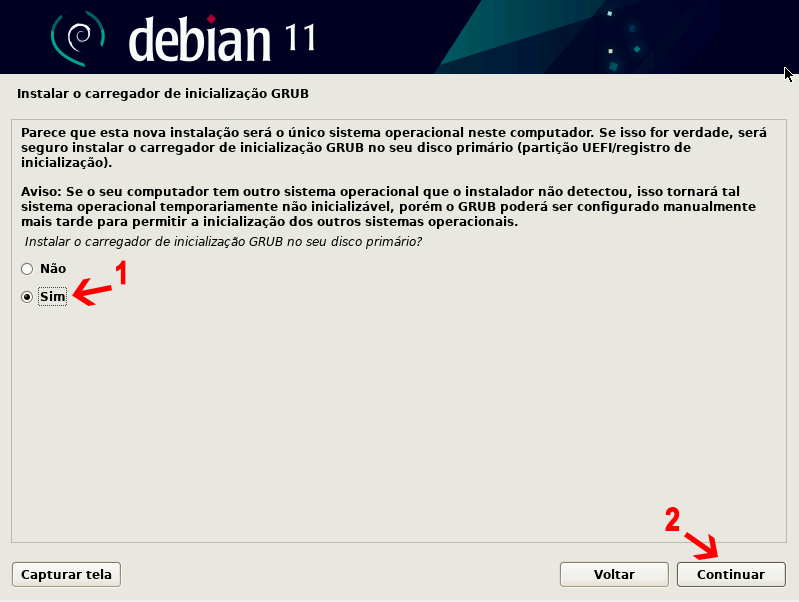 debian 11
Instalar o carregador de inicialização GRUB
Parece que esta nova instalação será o único sistema operacional neste computador. Se isso for verdade, será
seguro instalar o carregador de inicialização GRUB no seu disco primário (partição UEFI/registro de
inicialização).
Aviso: Se o seu computador tem outro sistema operacional que o instalador não detectou, isso tornará tal
sistema operacional temporariamente não inicializável, porém o GRUB poderá ser configurado manualmente
mais tarde para permitir a inicialização dos outros sistemas operacionais.
Instalar o carregador de inicialização GRUB no seu disco primário?
Não
1
Sim
2
Capturar tela
Voltar
Continuar